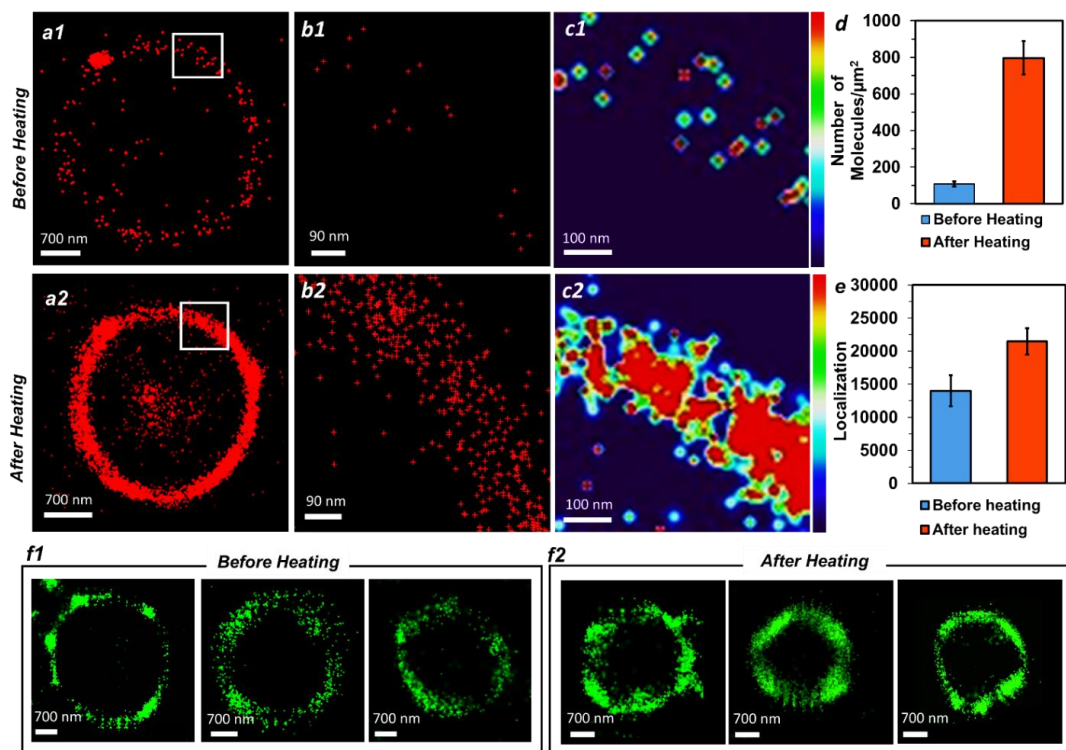 Before Heating
a1
700 nm
b1
90 nm
c1
100 nm
d
Number of
Molecules/µm²
1000
800
600
400
200
0
Before Heating
After Heating
After Heating
a2
700 nm
b2
90 nm
c2
100 nm
e
Localization
30000
25000
20000
15000
10000
5000
0
Before heating
After heating
f1
Before Heating
700 nm
700 nm
700 nm
f2
After Heating
700 nm
700 nm
700 nm